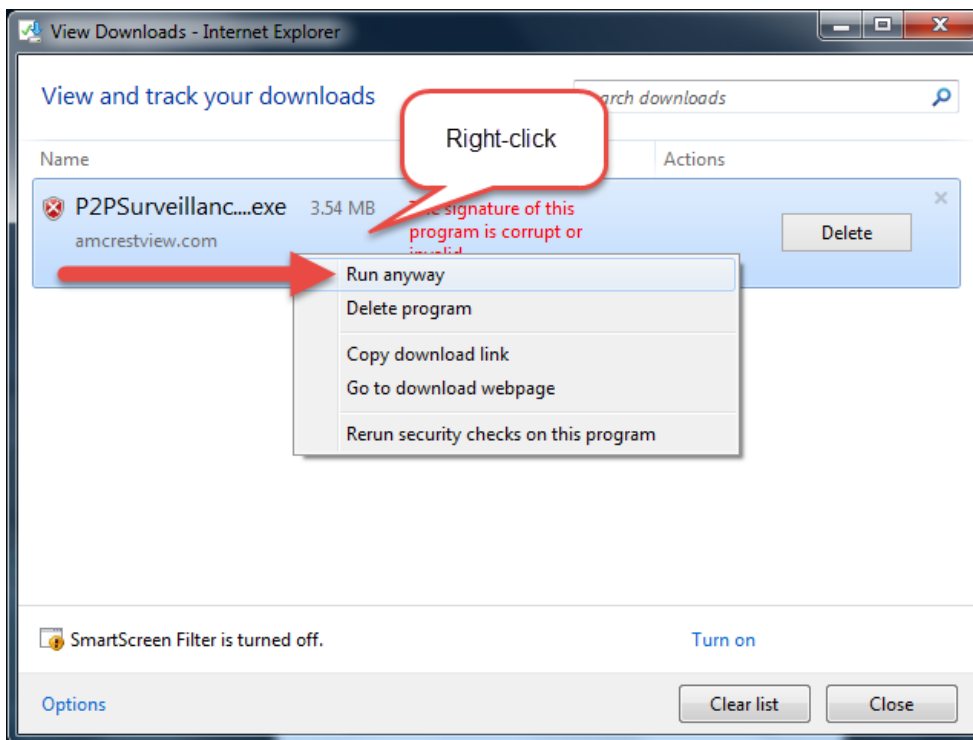 View Downloads - Internet Explorer
View and track your downloads
downloads
Right-click
Name
Actions
P2PSurveillanc....exe 3.54 MB
signature of this
program is corrupt or
invalid
amcrestview.com
Delete
Run anyway
Delete program
Copy download link
Go to download webpage
Rerun security checks on this program
SmartScreen Filter is turned off.
Turn on
Options
Clear list
Close